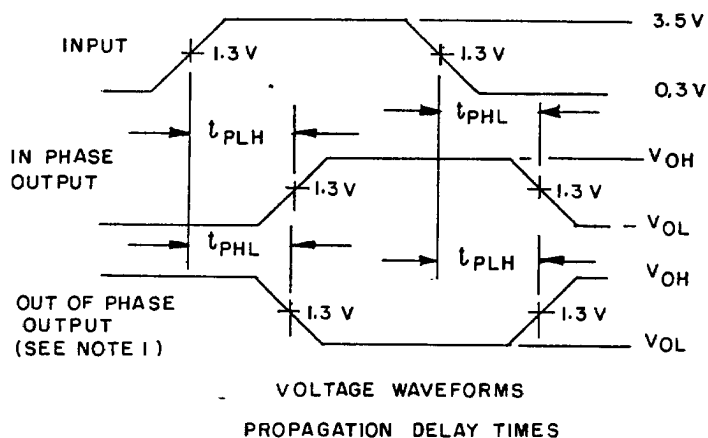 3.5V
INPUT
1.3 V
1.3 V
0.3V
tPLH
tPHL
IN PHASE
OUTPUT
VOH
1.3 V
1.3 V
VOL
tPHL
tPLH
VOH
OUT OF PHASE
OUTPUT
(SEE NOTE 1)
1.3 V
1.3 V
VOL
VOLTAGE WAVEFORMS
PROPAGATION DELAY TIMES